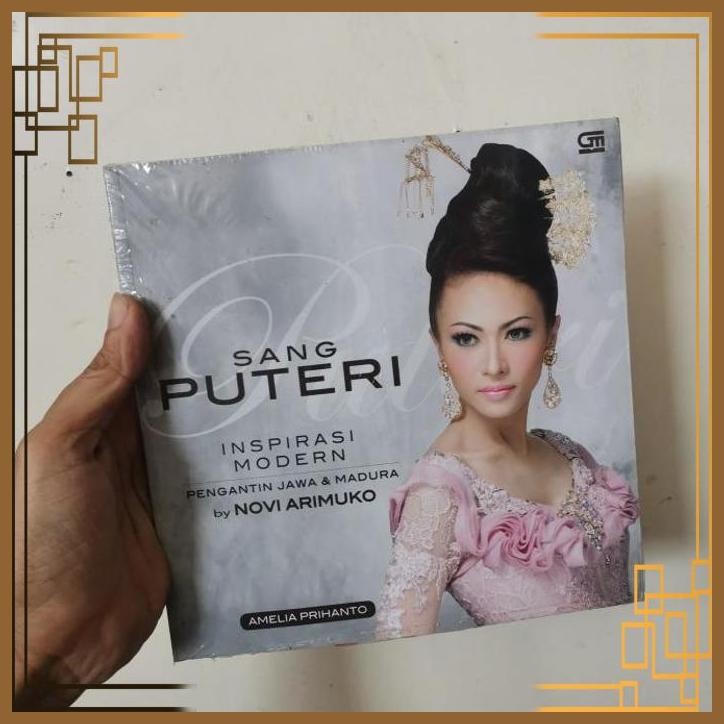 SANG
PUTERI
INSPIRASI
MODERN
PENGANTIN JAWA & MADURA
by NOVI ARIMUKO
AMELIA PRIHANTO